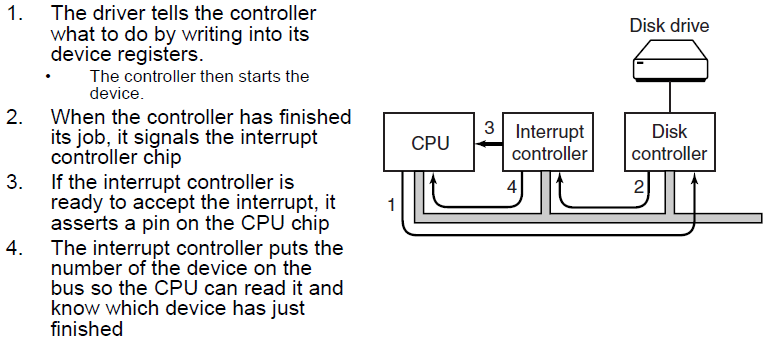 1. The driver tells the controller
what to do by writing into its
device registers.
• The controller then starts the
device.
2. When the controller has finished
its job, it signals the interrupt
controller chip
3. If the interrupt controller is
ready to accept the interrupt, it
asserts a pin on the CPU chip
4. The interrupt controller puts the
number of the device on the
bus so the CPU can read it and
know which device has just
finished
Disk drive
CPU
3
Interrupt
controller
Disk
controller
1
4
2